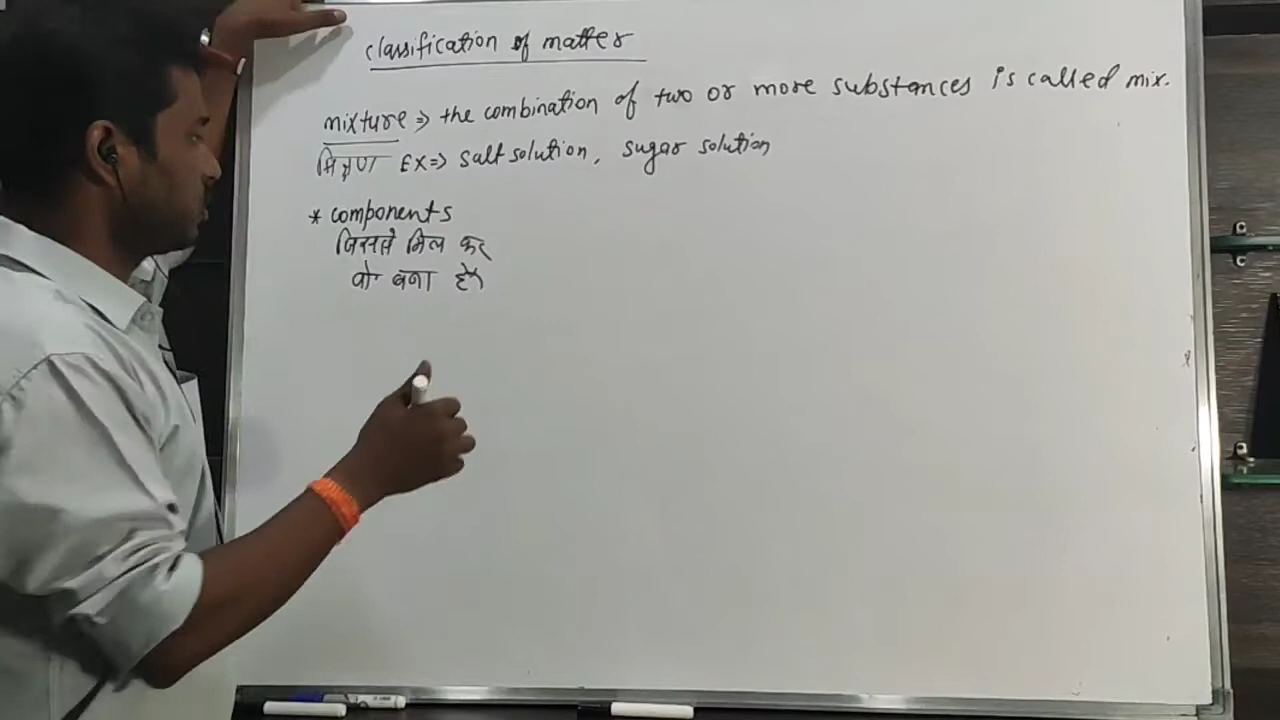 classification of matter
mixture ⇒ the combination of two or more substances is called mix.
मिश्रण Ex ⇒ salt solution, sugar solution
* components
जिससे मिल कर
वो बना है